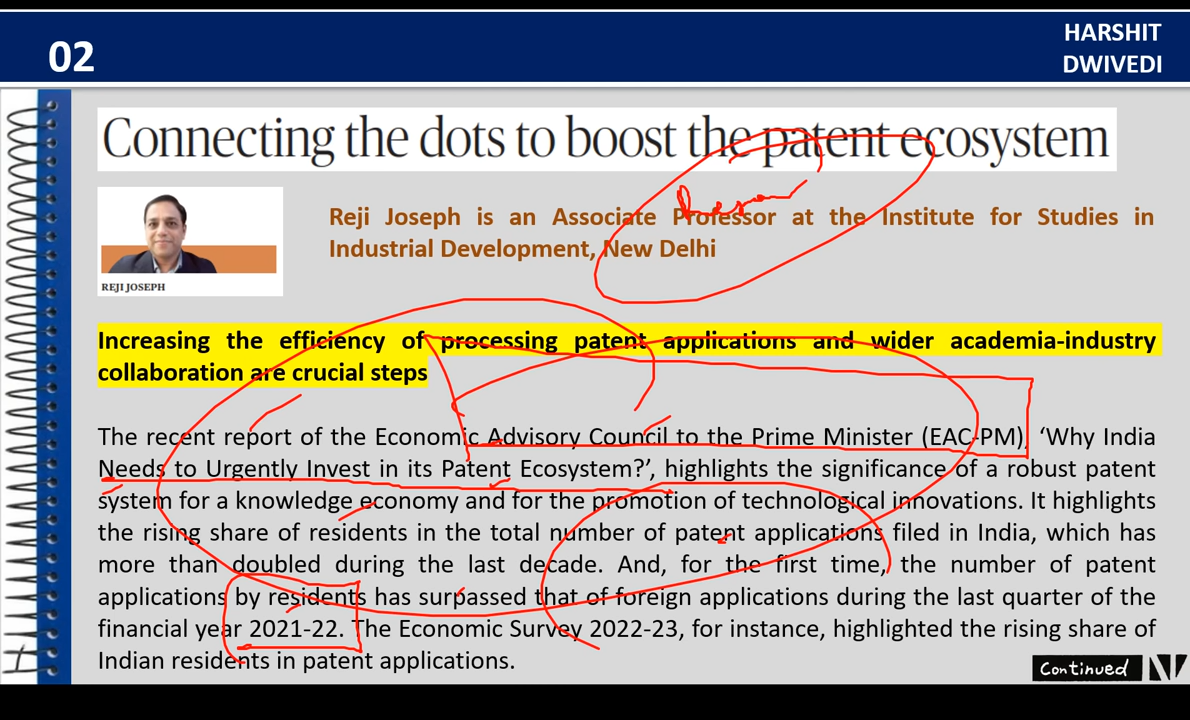 02
HARSHIT
DWIVEDI
Connecting the dots to boost the patent ecosystem
REJI JOSEPH
Reji Joseph is an Associate Professor at the Institute for Studies in
Industrial Development, New Delhi
Increasing the efficiency of processing patent applications and wider academia-industry
collaboration are crucial steps
The recent report of the Economic Advisory Council to the Prime Minister (EAC-PM), ‘Why India
Needs to Urgently Invest in its Patent Ecosystem?’, highlights the significance of a robust patent
system for a knowledge economy and for the promotion of technological innovations. It highlights
the rising share of residents in the total number of patent applications filed in India, which has
more than doubled during the last decade. And, for the first time, the number of patent
applications by residents has surpassed that of foreign applications during the last quarter of the
financial year 2021-22. The Economic Survey 2022-23, for instance, highlighted the rising share of
Indian residents in patent applications.
Continued